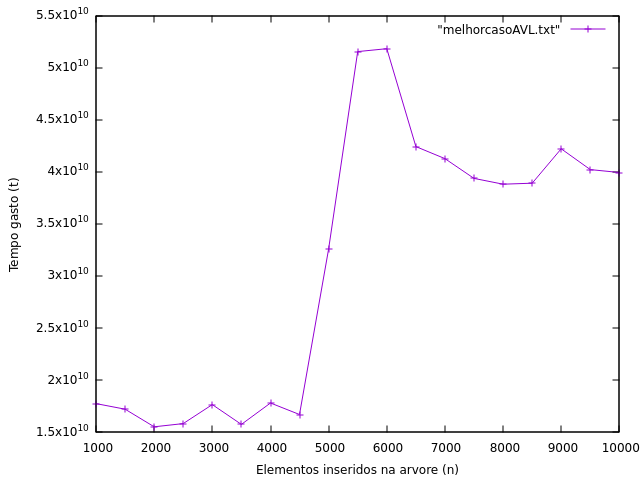 5.5x10^10
"melhorcasoAVL.txt"
5x10^10
4.5x10^10
4x10^10
3.5x10^10
3x10^10
2.5x10^10
2x10^10
1.5x10^10
Tempo gasto (t)
1000 2000 3000 4000 5000 6000 7000 8000 9000 10000
Elementos inseridos na arvore (n)